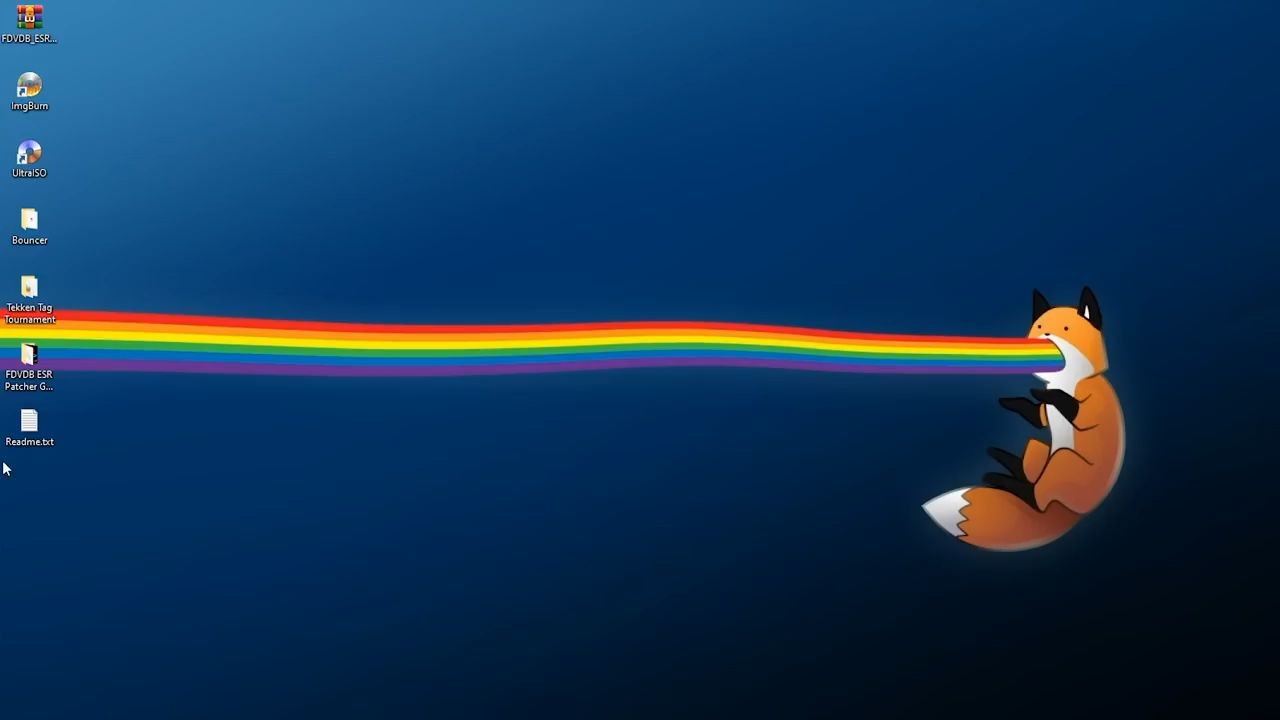 FDVDB_ESR...
ImgBurn
UltraISO
Bouncer
Tekken Tag
Tournament
FDVDB ESR
Patcher G...
Readme.txt